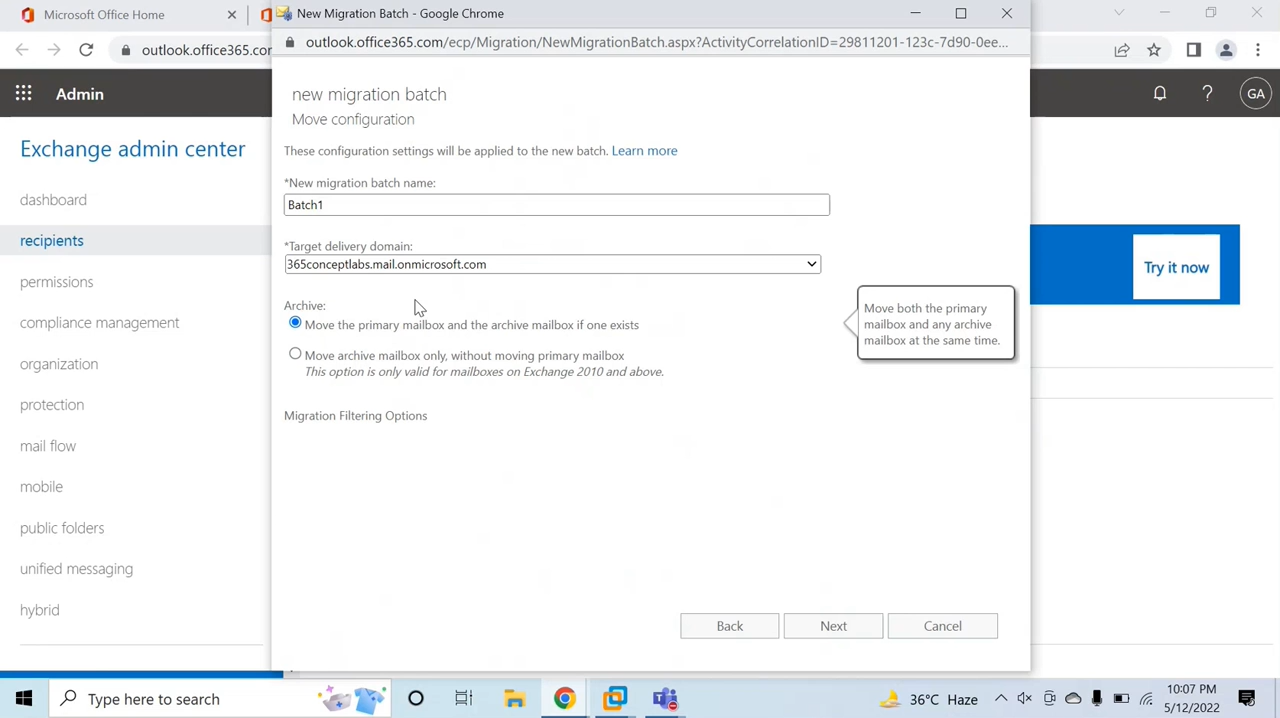 Microsoft Office Home
New Migration Batch - Google Chrome
outlook.office365.co
outlook.office365.com/ecp/Migration/NewMigrationBatch.aspx?ActivityCorrelationID=29811201-123c-7d90-0ee...
Admin
GA
Exchange admin center
dashboard
recipients
permissions
compliance management
organization
protection
mail flow
mobile
public folders
unified messaging
hybrid
new migration batch
Move configuration
These configuration settings will be applied to the new batch. Learn more
*New migration batch name:
Batch1
*Target delivery domain:
365conceptlabs.mail.onmicrosoft.com
Archive:
Move the primary mailbox and the archive mailbox if one exists
Move archive mailbox only, without moving primary mailbox
This option is only valid for mailboxes on Exchange 2010 and above.
Migration Filtering Options
Move both the primary
mailbox and any archive
mailbox at the same time.
Try it now
Back
Next
Cancel
Type here to search
36°C Haze
10:07 PM
5/12/2022